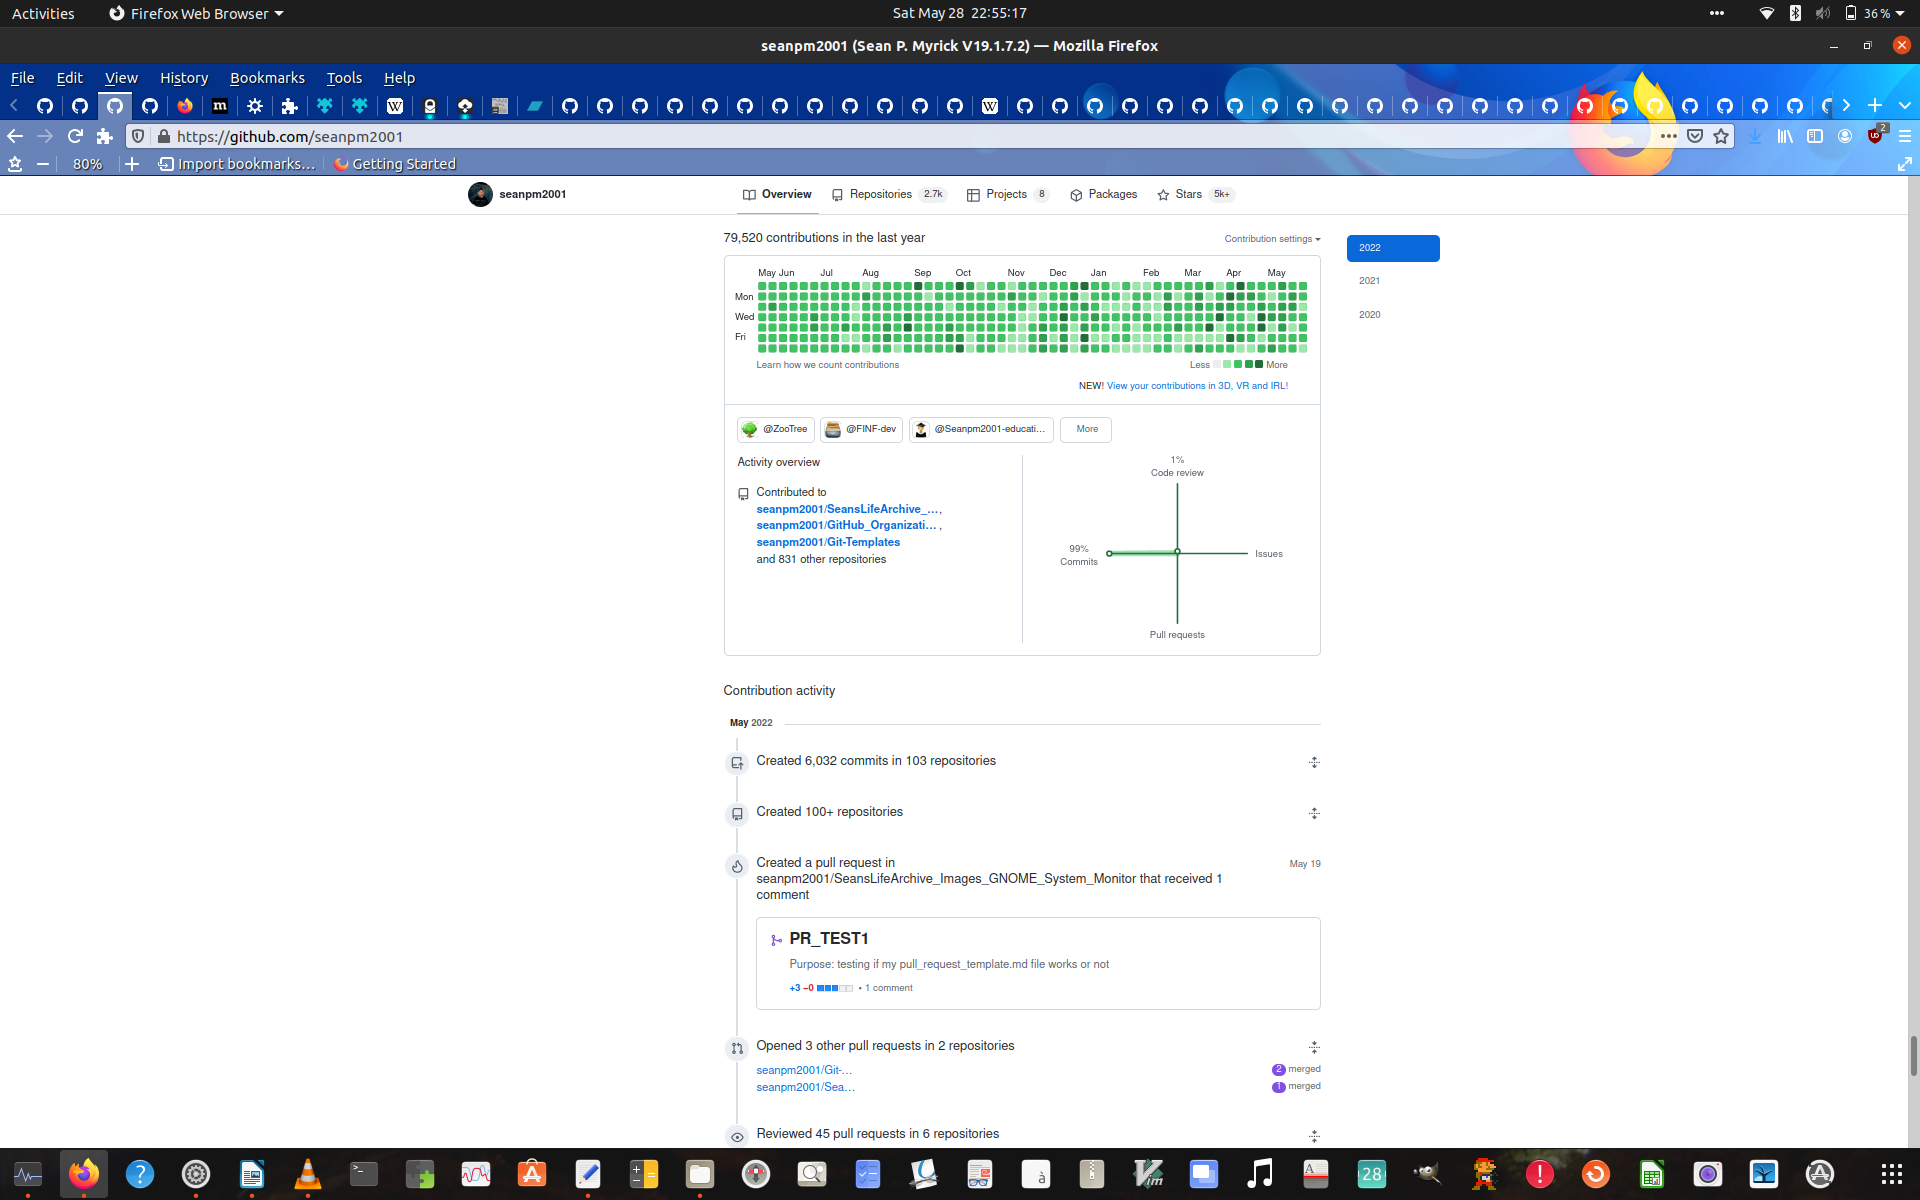 Activities
Firefox Web Browser
Sat May 28 22:55:17
36 %
seanpm2001 (Sean P. Myrick V19.1.7.2) — Mozilla Firefox
File Edit View History Bookmarks Tools Help
https://github.com/seanpm2001
2
80%
Import bookmarks...
Getting Started
seanpm2001
Overview
Repositories 2.7k
Projects 8
Packages
Stars 5k+
79,520 contributions in the last year
Contribution settings
2022
2021
2020
May Jun Jul Aug Sep Oct Nov Dec Jan Feb Mar Apr May
Mon
Wed
Fri
Learn how we count contributions
Less More
NEW! View your contributions in 3D, VR and IRL!
@ZooTree
@FINF-dev
@Seanpm2001-educati...
More
Activity overview
Contributed to
seanpm2001/SeansLifeArchive_...,
seanpm2001/GitHub_Organizati... ,
seanpm2001/Git-Templates
and 831 other repositories
1%
Code review
99%
Commits
Issues
Pull requests
Contribution activity
May 2022
Created 6,032 commits in 103 repositories
Created 100+ repositories
Created a pull request in
May 19
seanpm2001/SeansLifeArchive_Images_GNOME_System_Monitor that received 1
comment
PR_TEST1
Purpose: testing if my pull_request_template.md file works or not
+3 −0 • 1 comment
Opened 3 other pull requests in 2 repositories
seanpm2001/Git-...
2 merged
seanpm2001/Sea...
1 merged
Reviewed 45 pull requests in 6 repositories
28